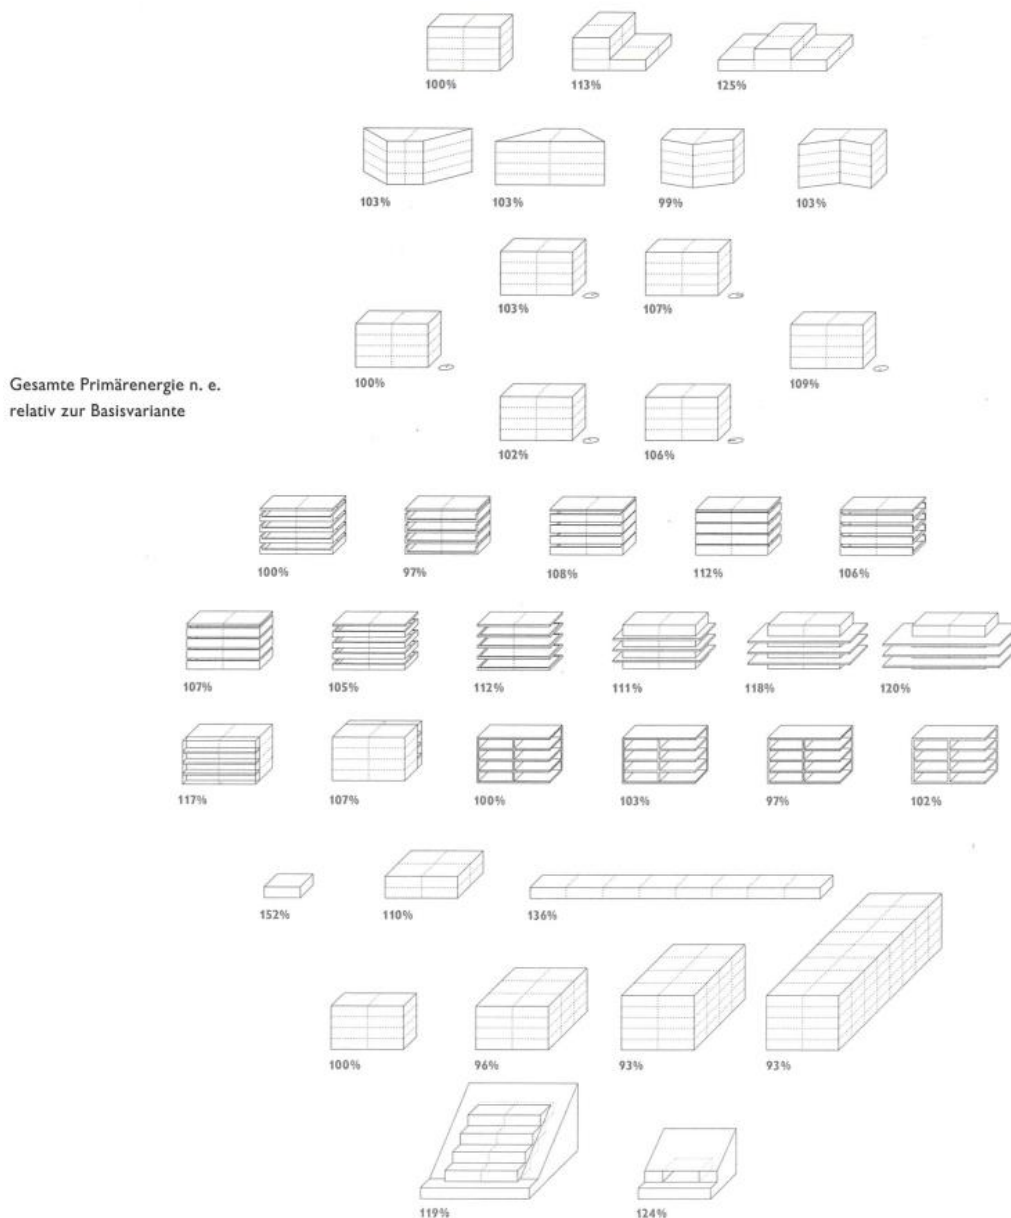 100% 113% 125%
103% 103% 99% 103%
103% 107%
100% 109%
Gesamte Primärenergie n. e.
relativ zur Basisvariante
102% 106%
100% 97% 108% 112% 106%
107% 105% 112% 111% 118% 120%
117% 107% 100% 103% 97% 102%
152% 110% 136%
100% 96% 93% 93%
119% 124%